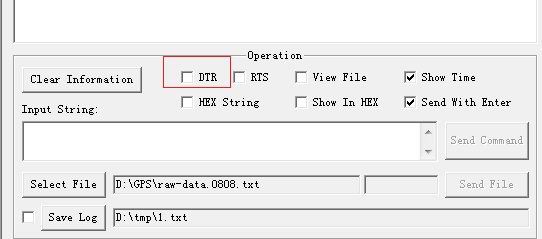 Operation
Clear Information
DTR
RTS
View File
Show Time
HEX String
Show In HEX
Send With Enter
Input String:
Send Command
Select File
D:\GPS\raw-data.0808.txt
Send File
Save Log
D:\tmp\1.txt